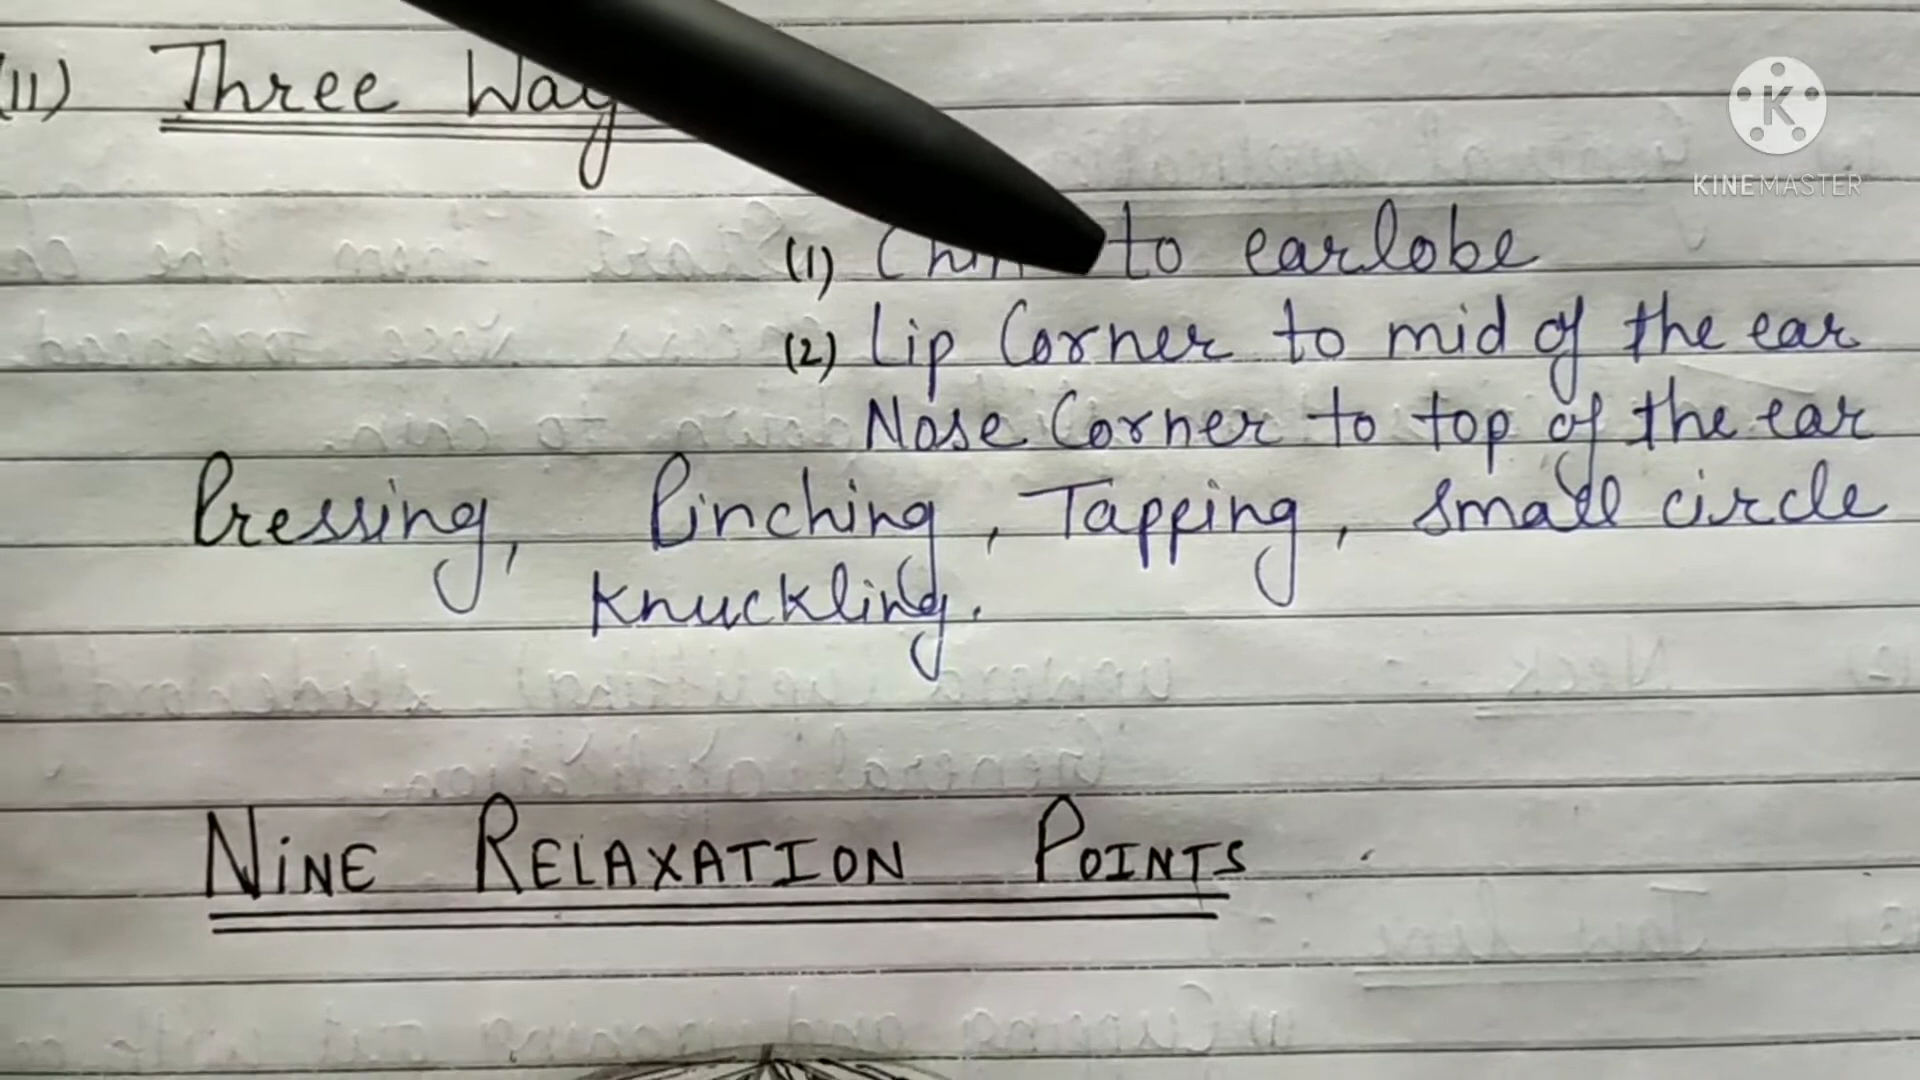 (11) Three Way
K
KINEMASTER
(1) Chin to earlobe
(2) Lip Corner to mid of the ear
Nose Corner to top of the ear
Pressing, Pinching, Tapping, small circle
Knuckling.
NINE RELAXATION POINTS